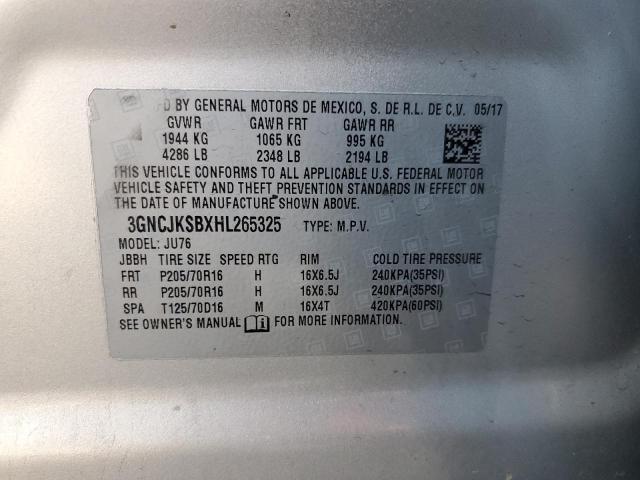 D BY GENERAL MOTORS DE MEXICO, S. DE R.L. DE C.V. 05/17
GVWR GAWR FRT GAWR RR
1944 KG 1065 KG 995 KG
4286 LB 2348 LB 2194 LB
THIS VEHICLE CONFORMS TO ALL APPLICABLE U.S. FEDERAL MOTOR
VEHICLE SAFETY AND THEFT PREVENTION STANDARDS IN EFFECT ON
THE DATE OF MANUFACTURE SHOWN ABOVE.
3GNCJKSBXHL265325 TYPE: M.P.V.
MODEL: JU76
JBBH TIRE SIZE SPEED RTG RIM COLD TIRE PRESSURE
FRT P205/70R16 H 16X6.5J 240KPA(35PSI)
RR P205/70R16 H 16X6.5J 240KPA(35PSI)
SPA T125/70D16 M 16X4T 420KPA(60PSI)
SEE OWNER'S MANUAL FOR MORE INFORMATION.